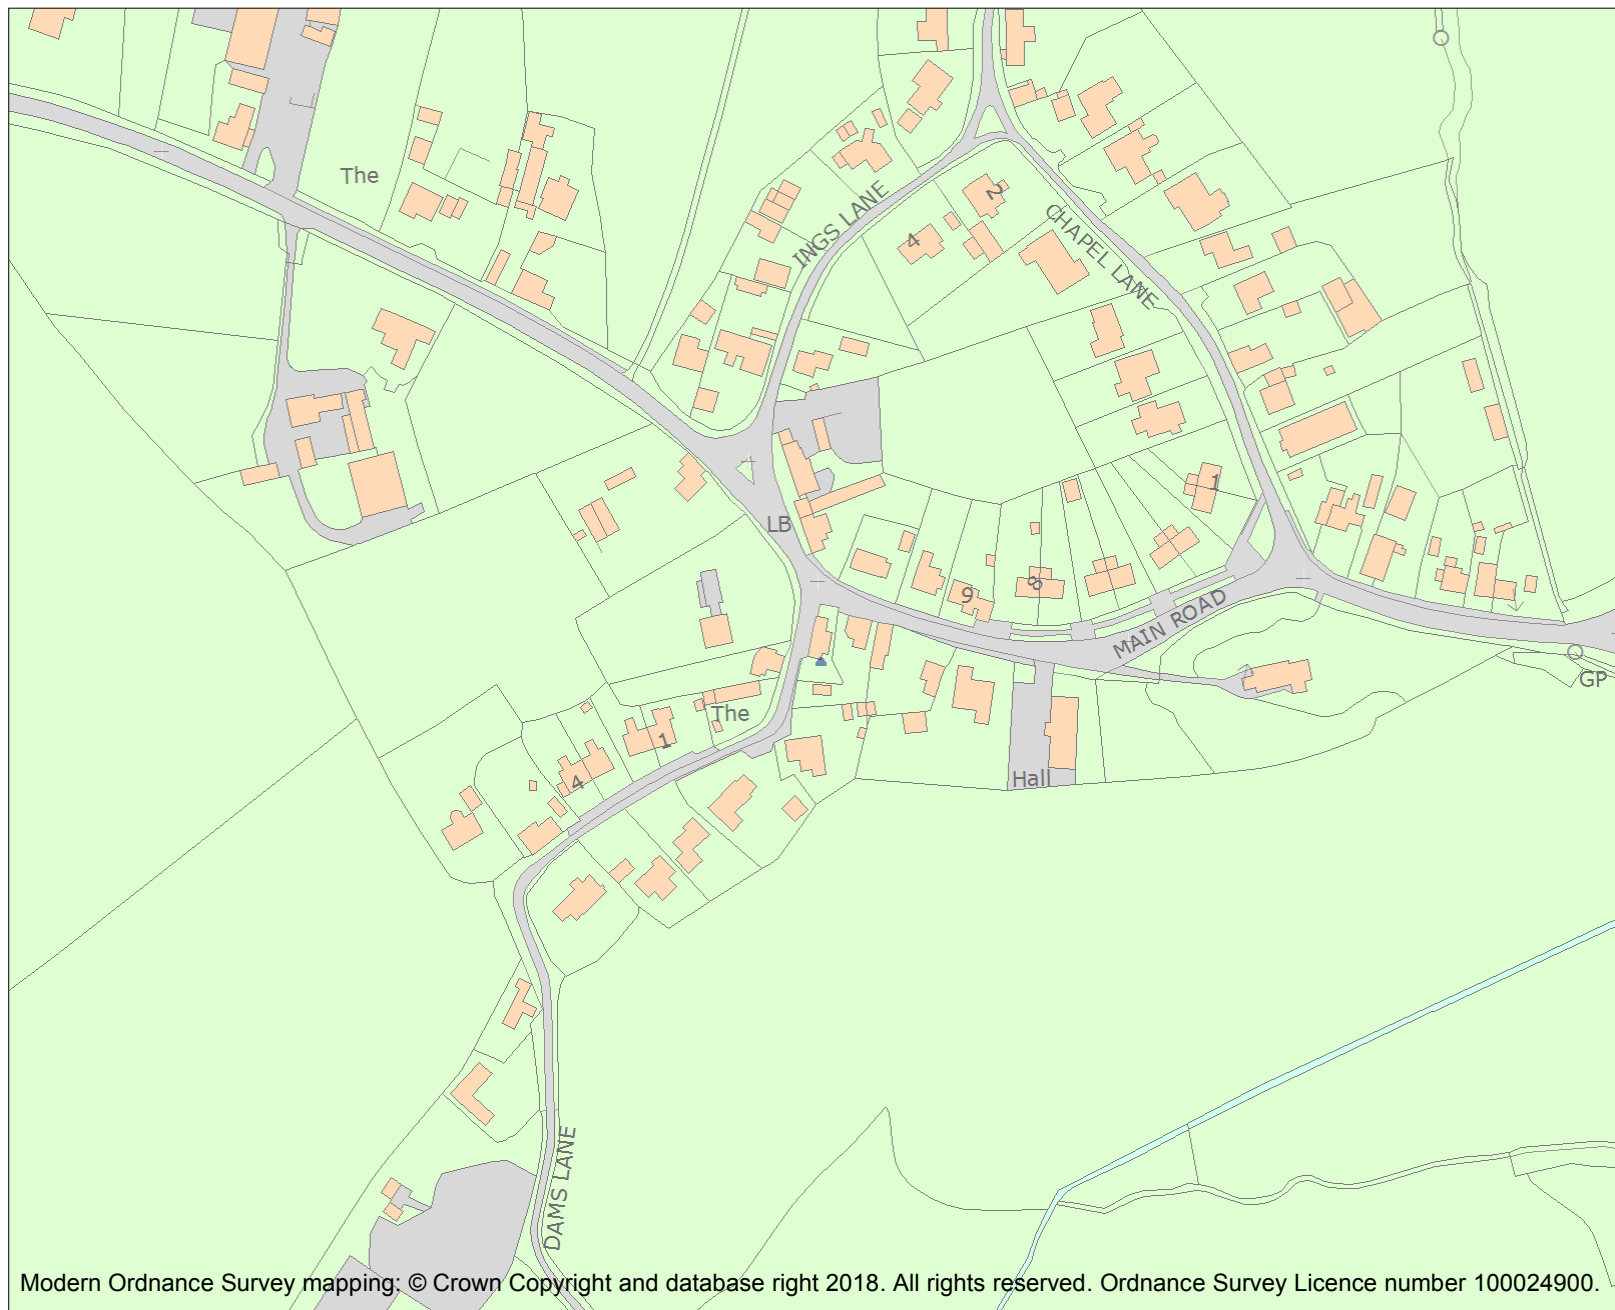 The
INGS LANE
2
4
CHAPEL LANE
1
LB
9
8
MAIN ROAD
GP
The
1
4
Hall
DAMS LANE
Modern Ordnance Survey mapping: © Crown Copyright and database right 2018. All rights reserved. Ordnance Survey Licence number 100024900.